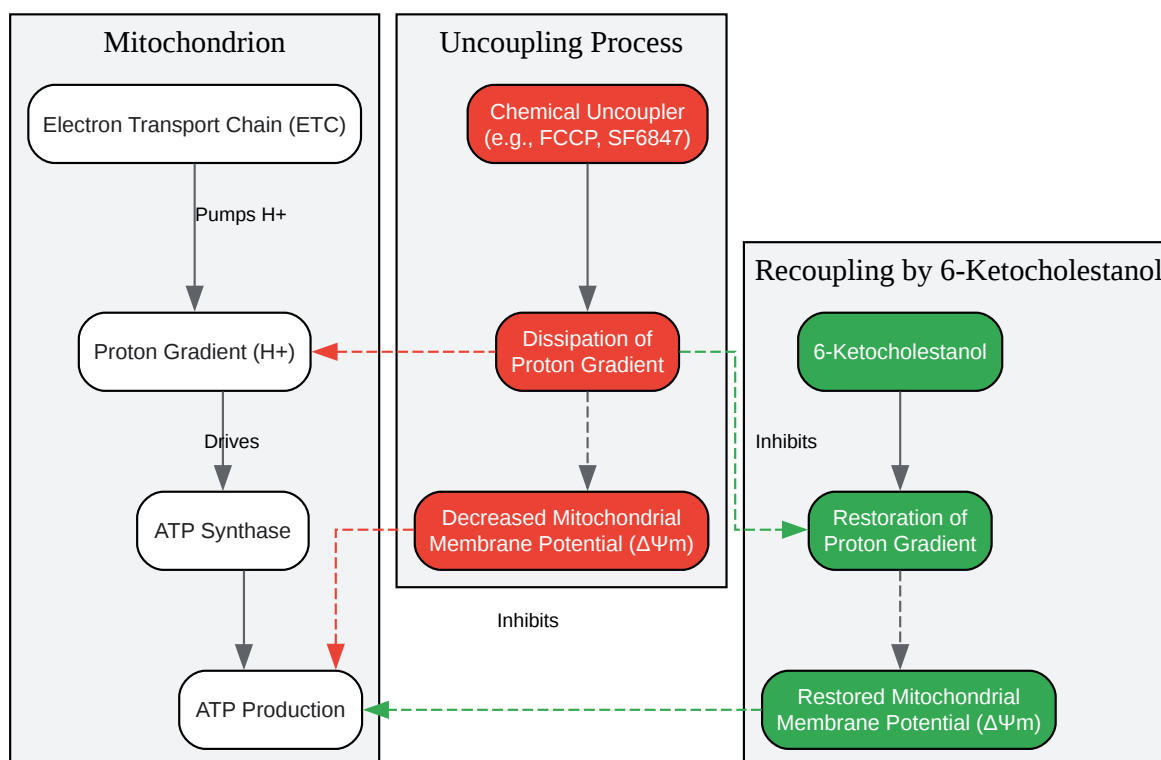 Mitochondrion
Electron Transport Chain (ETC)
Pumps H+
Proton Gradient (H+)
Drives
ATP Synthase
ATP Production
Uncoupling Process
Chemical Uncoupler
(e.g., FCCP, SF6847)
Dissipation of
Proton Gradient
Decreased Mitochondrial
Membrane Potential (ΔΨm)
Inhibits
Recoupling by 6-Ketocholestanol
6-Ketocholestanol
Inhibits
Restoration of
Proton Gradient
Restored Mitochondrial
Membrane Potential (ΔΨm)